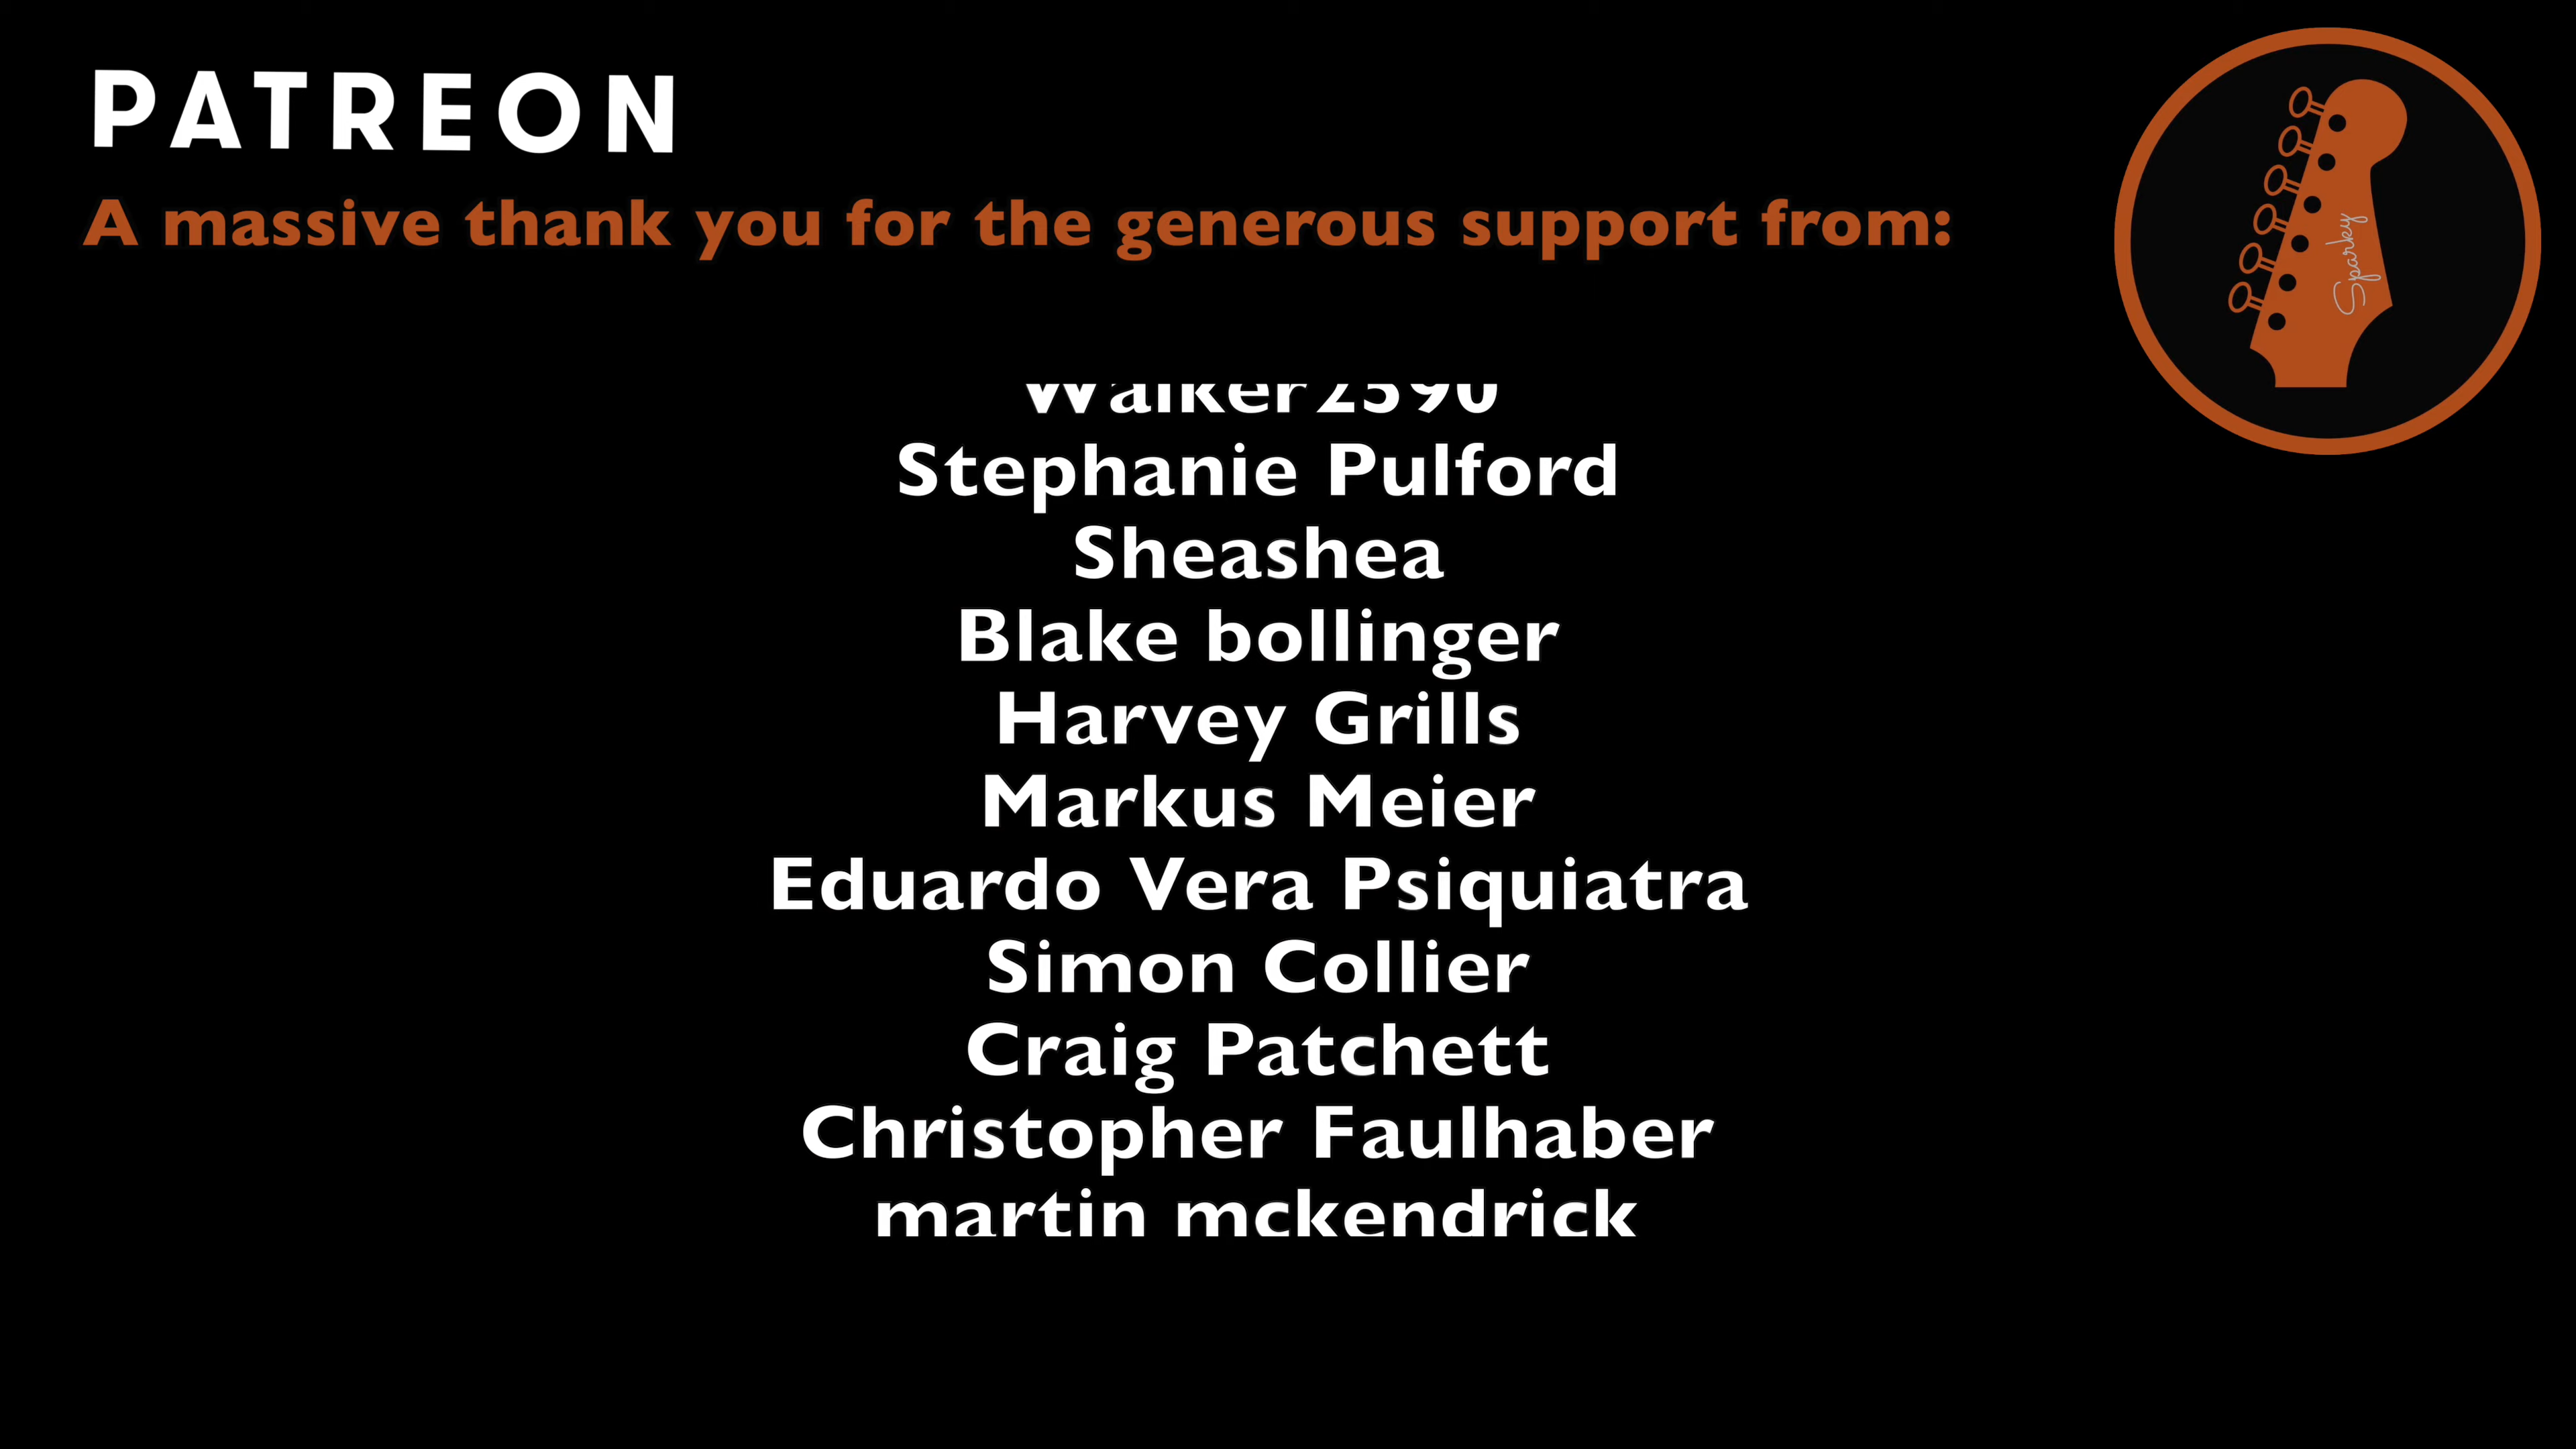 PATREON
A massive thank you for the generous support from:
Sparky
Stephanie Pulford
Sheashea
Blake bollinger
Harvey Grills
Markus Meier
Eduardo Vera Psiquiatra
Simon Collier
Craig Patchett
Christopher Faulhaber
martin mckendrick